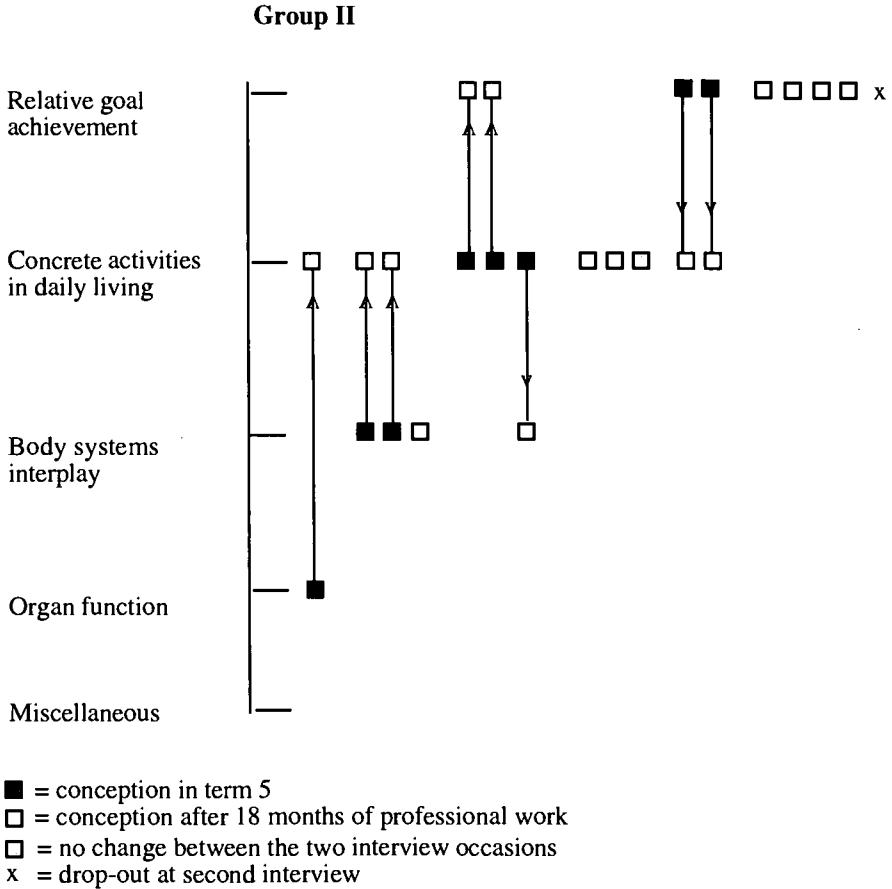 Group II
Relative goal
achievement
x
Concrete activities
in daily living
Body systems
interplay
Organ function
Miscellaneous
■ = conception in term 5
□ = conception after 18 months of professional work
□ = no change between the two interview occasions
x = drop-out at second interview